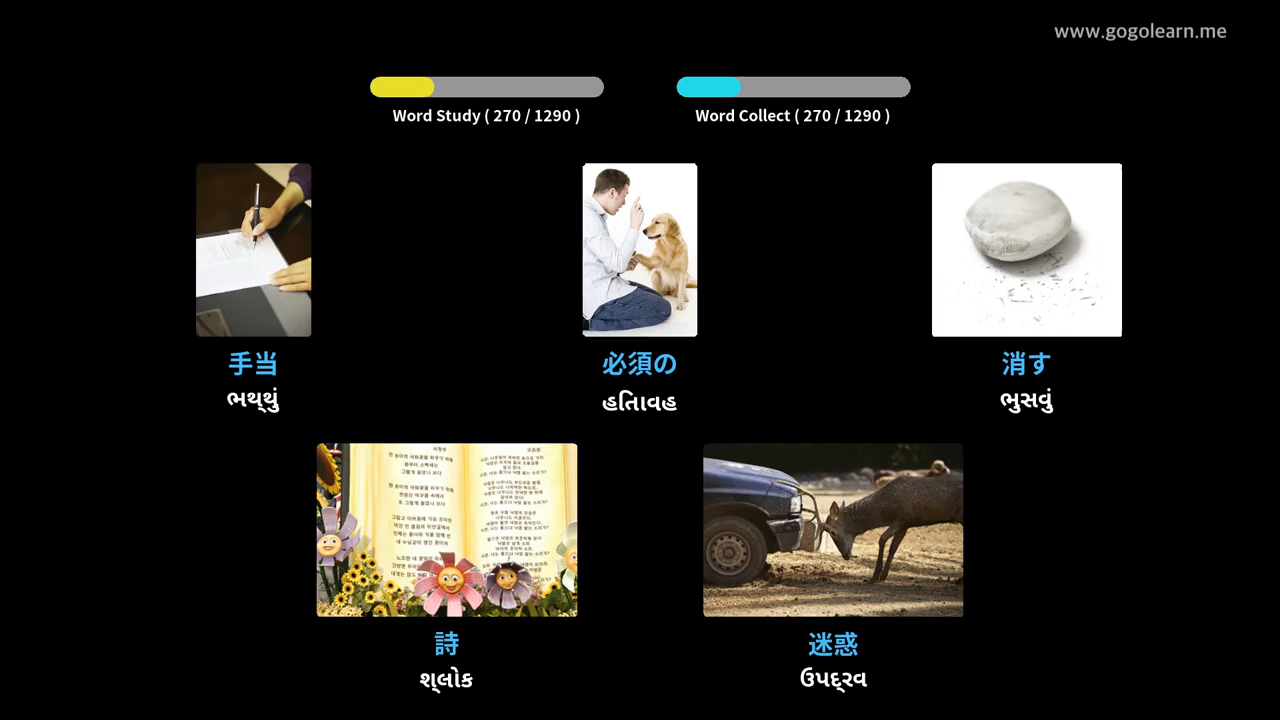 www.gogolearn.me
Word Study ( 270 / 1290 )
Word Collect ( 270 / 1290 )
手当
ભથ્થું
必須の
હતિાવહ
消す
ભુસવું
詩
શ્લોક
迷惑
ઉપદ્રવ